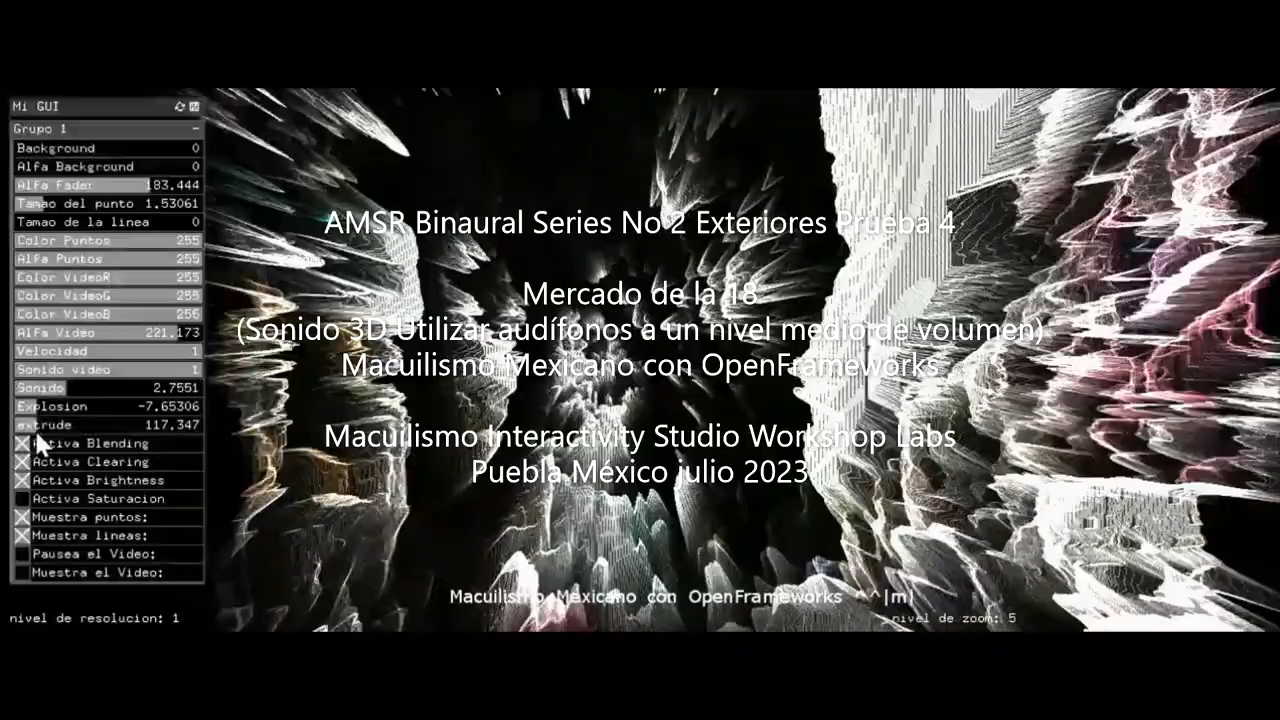 Mi GUI
Grupo 1 -
Background 0
Alfa Background 0
Alfa Fader 183.444
Tamao del punto 1.53061
Tamao de la linea 0
Color Puntos 255
Alfa Puntos 255
Color VideoR 255
Color VideoG 255
Color VideoB 255
Alfa Video 221.173
Velocidad 1
Sonido video 1
Sonido 2.7551
Explosion -7.65306
extrude 117.347
Activa Blending
Activa Clearing
Activa Brightness
Activa Saturacion
Muestra puntos:
Muestra lineas:
Pausea el Video:
Muestra el Video:
nivel de resolucion: 1
AMSR Binaural Series No 2 Exteriores Prueba 4
Mercado de la 18
(Sonido 3D Utilizar audífonos a un nivel medio de volumen)
Macuilismo Mexicano con OpenFrameworks
Macuilismo Interactivity Studio Workshop Labs
Puebla México julio 2023
Macuilismo Mexicano con OpenFrameworks ^^|m|
nivel de zoom: 5